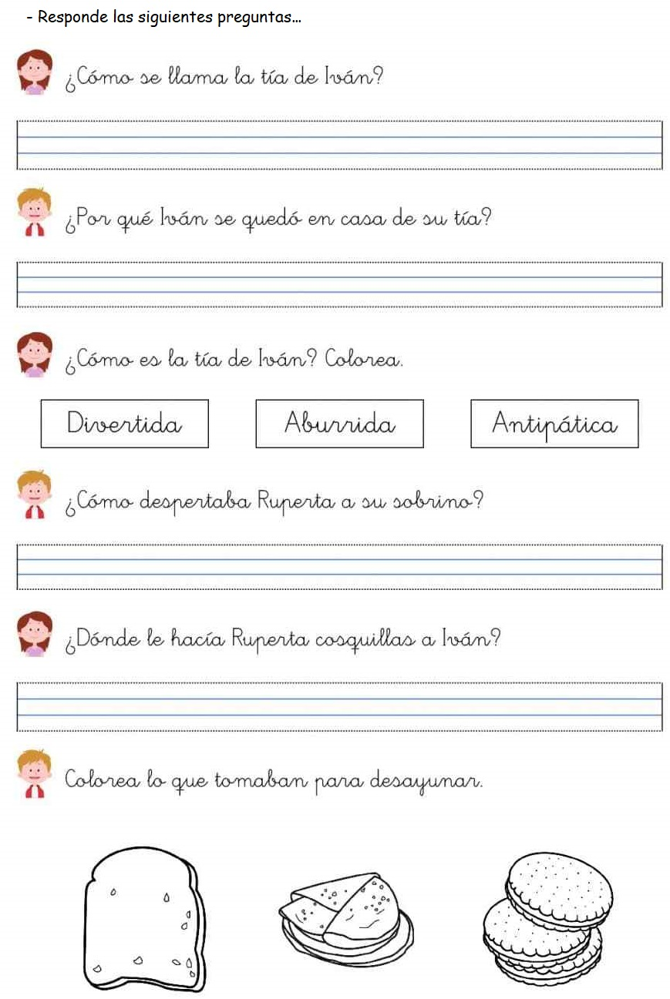 - Responde las siguientes preguntas...
¿Cómo se llama la tía de Iván?
¿Por qué Iván se quedó en casa de su tía?
¿Cómo es la tía de Iván? Colorea.
Divertida Aburrida Antipática
¿Cómo despertaba Ruperta a su sobrino?
¿Dónde le hacía Ruperta cosquillas a Iván?
Colorea lo que tomaban para desayunar.